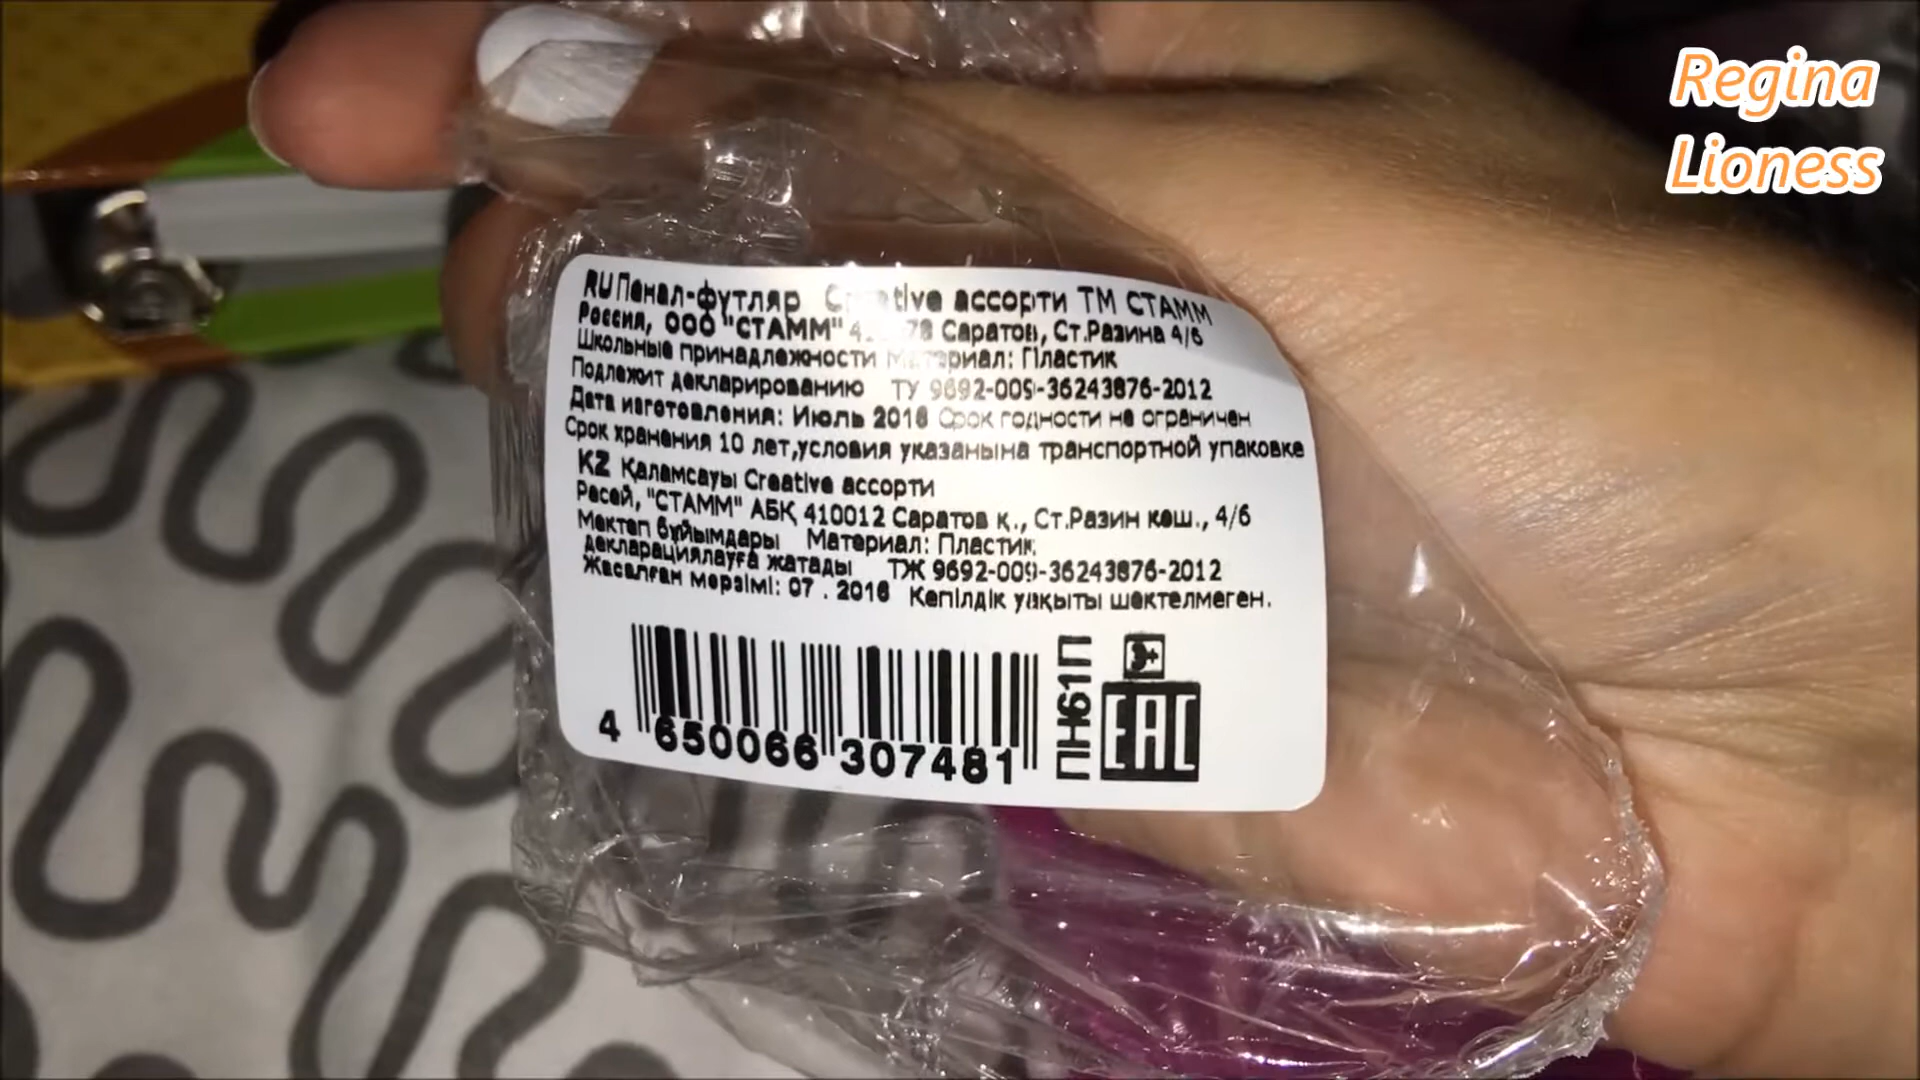 Regina
Lioness
RU Пенал-футляр Creative ассорти ТМ СТАММ
Россия, ООО "СТАММ" Саратов, Ст.Разина 4/6
Школьные принадлежности Материал: Пластик
Подлежит декларированию ТУ 9692-009-36243876-2012
Дата изготовления: Июль 2016 Срок годности не ограничен
Срок хранения 10 лет,условия указанына транспортной упаковке
KZ Қаламсауы Creative ассорти
Ресей, "СТАММ" АБҚ 410012 Саратов қ., Ст.Разин көш., 4/6
Мектеп бұйымдары Материал: Пластик
декларациялауға жатады ТЖ 9692-009-36243876-2012
Жасалған мерзімі: 07 . 2016 Кепілдік уақыты шектелмеген.
4 650066 307481
ПН61П
3+
EAC